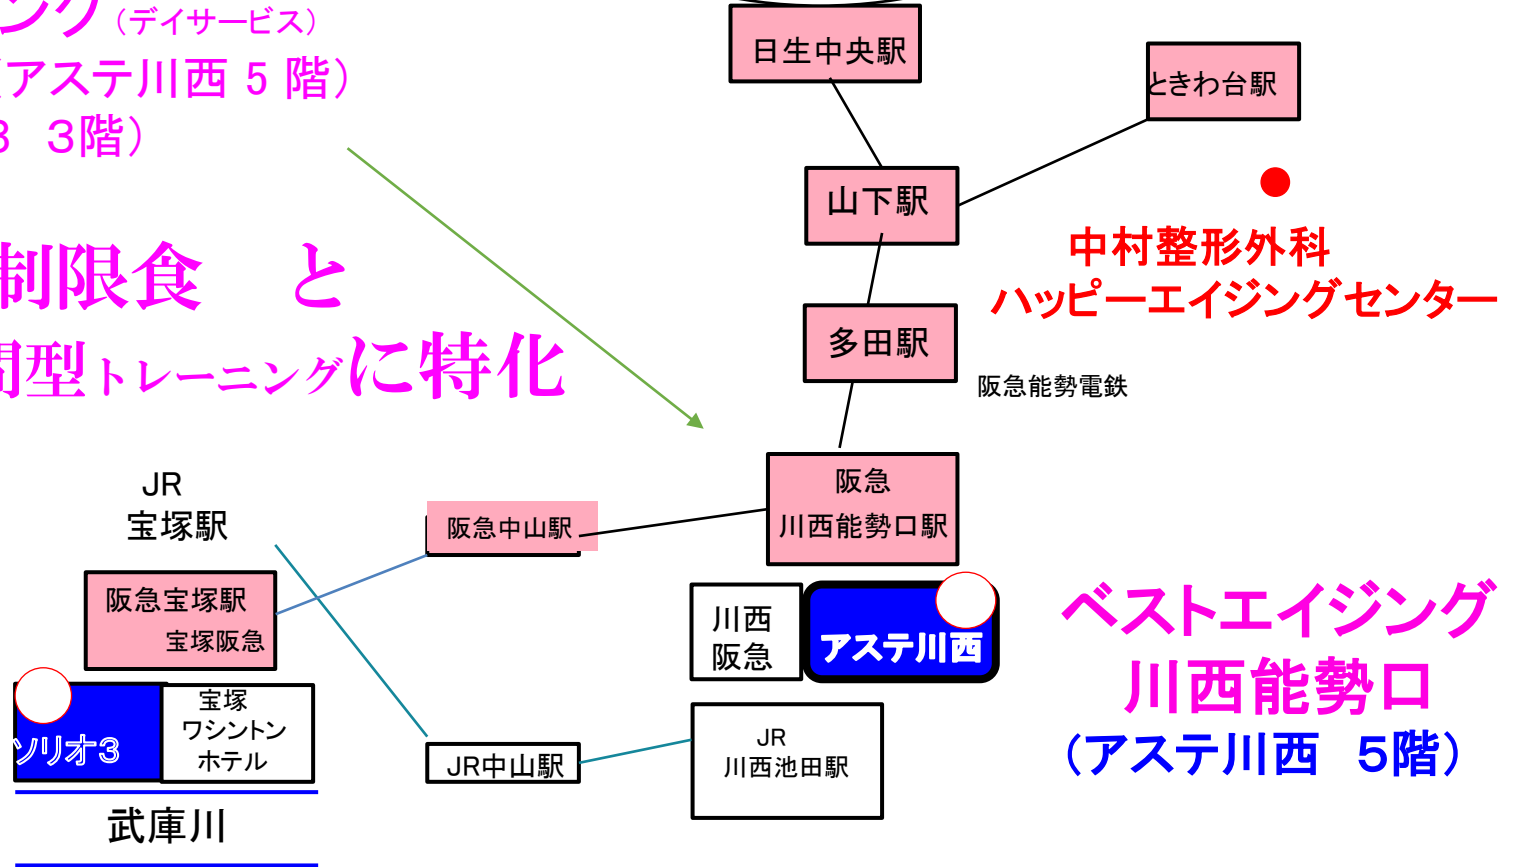 ング（デイサービス）
（アステ川西 5 階）
3　3階）
制限食　と
型トレーニングに特化
日生中央駅
ときわ台駅
山下駅
中村整形外科
ハッピーエイジングセンター
多田駅
阪急能勢電鉄
阪急
川西能勢口駅
JR
宝塚駅
阪急中山駅
阪急宝塚駅
宝塚阪急
川西
阪急
アステ川西
ベストエイジング
川西能勢口
（アステ川西　5階）
ソリオ3
宝塚
ワシントン
ホテル
JR中山駅
JR
川西池田駅
武庫川